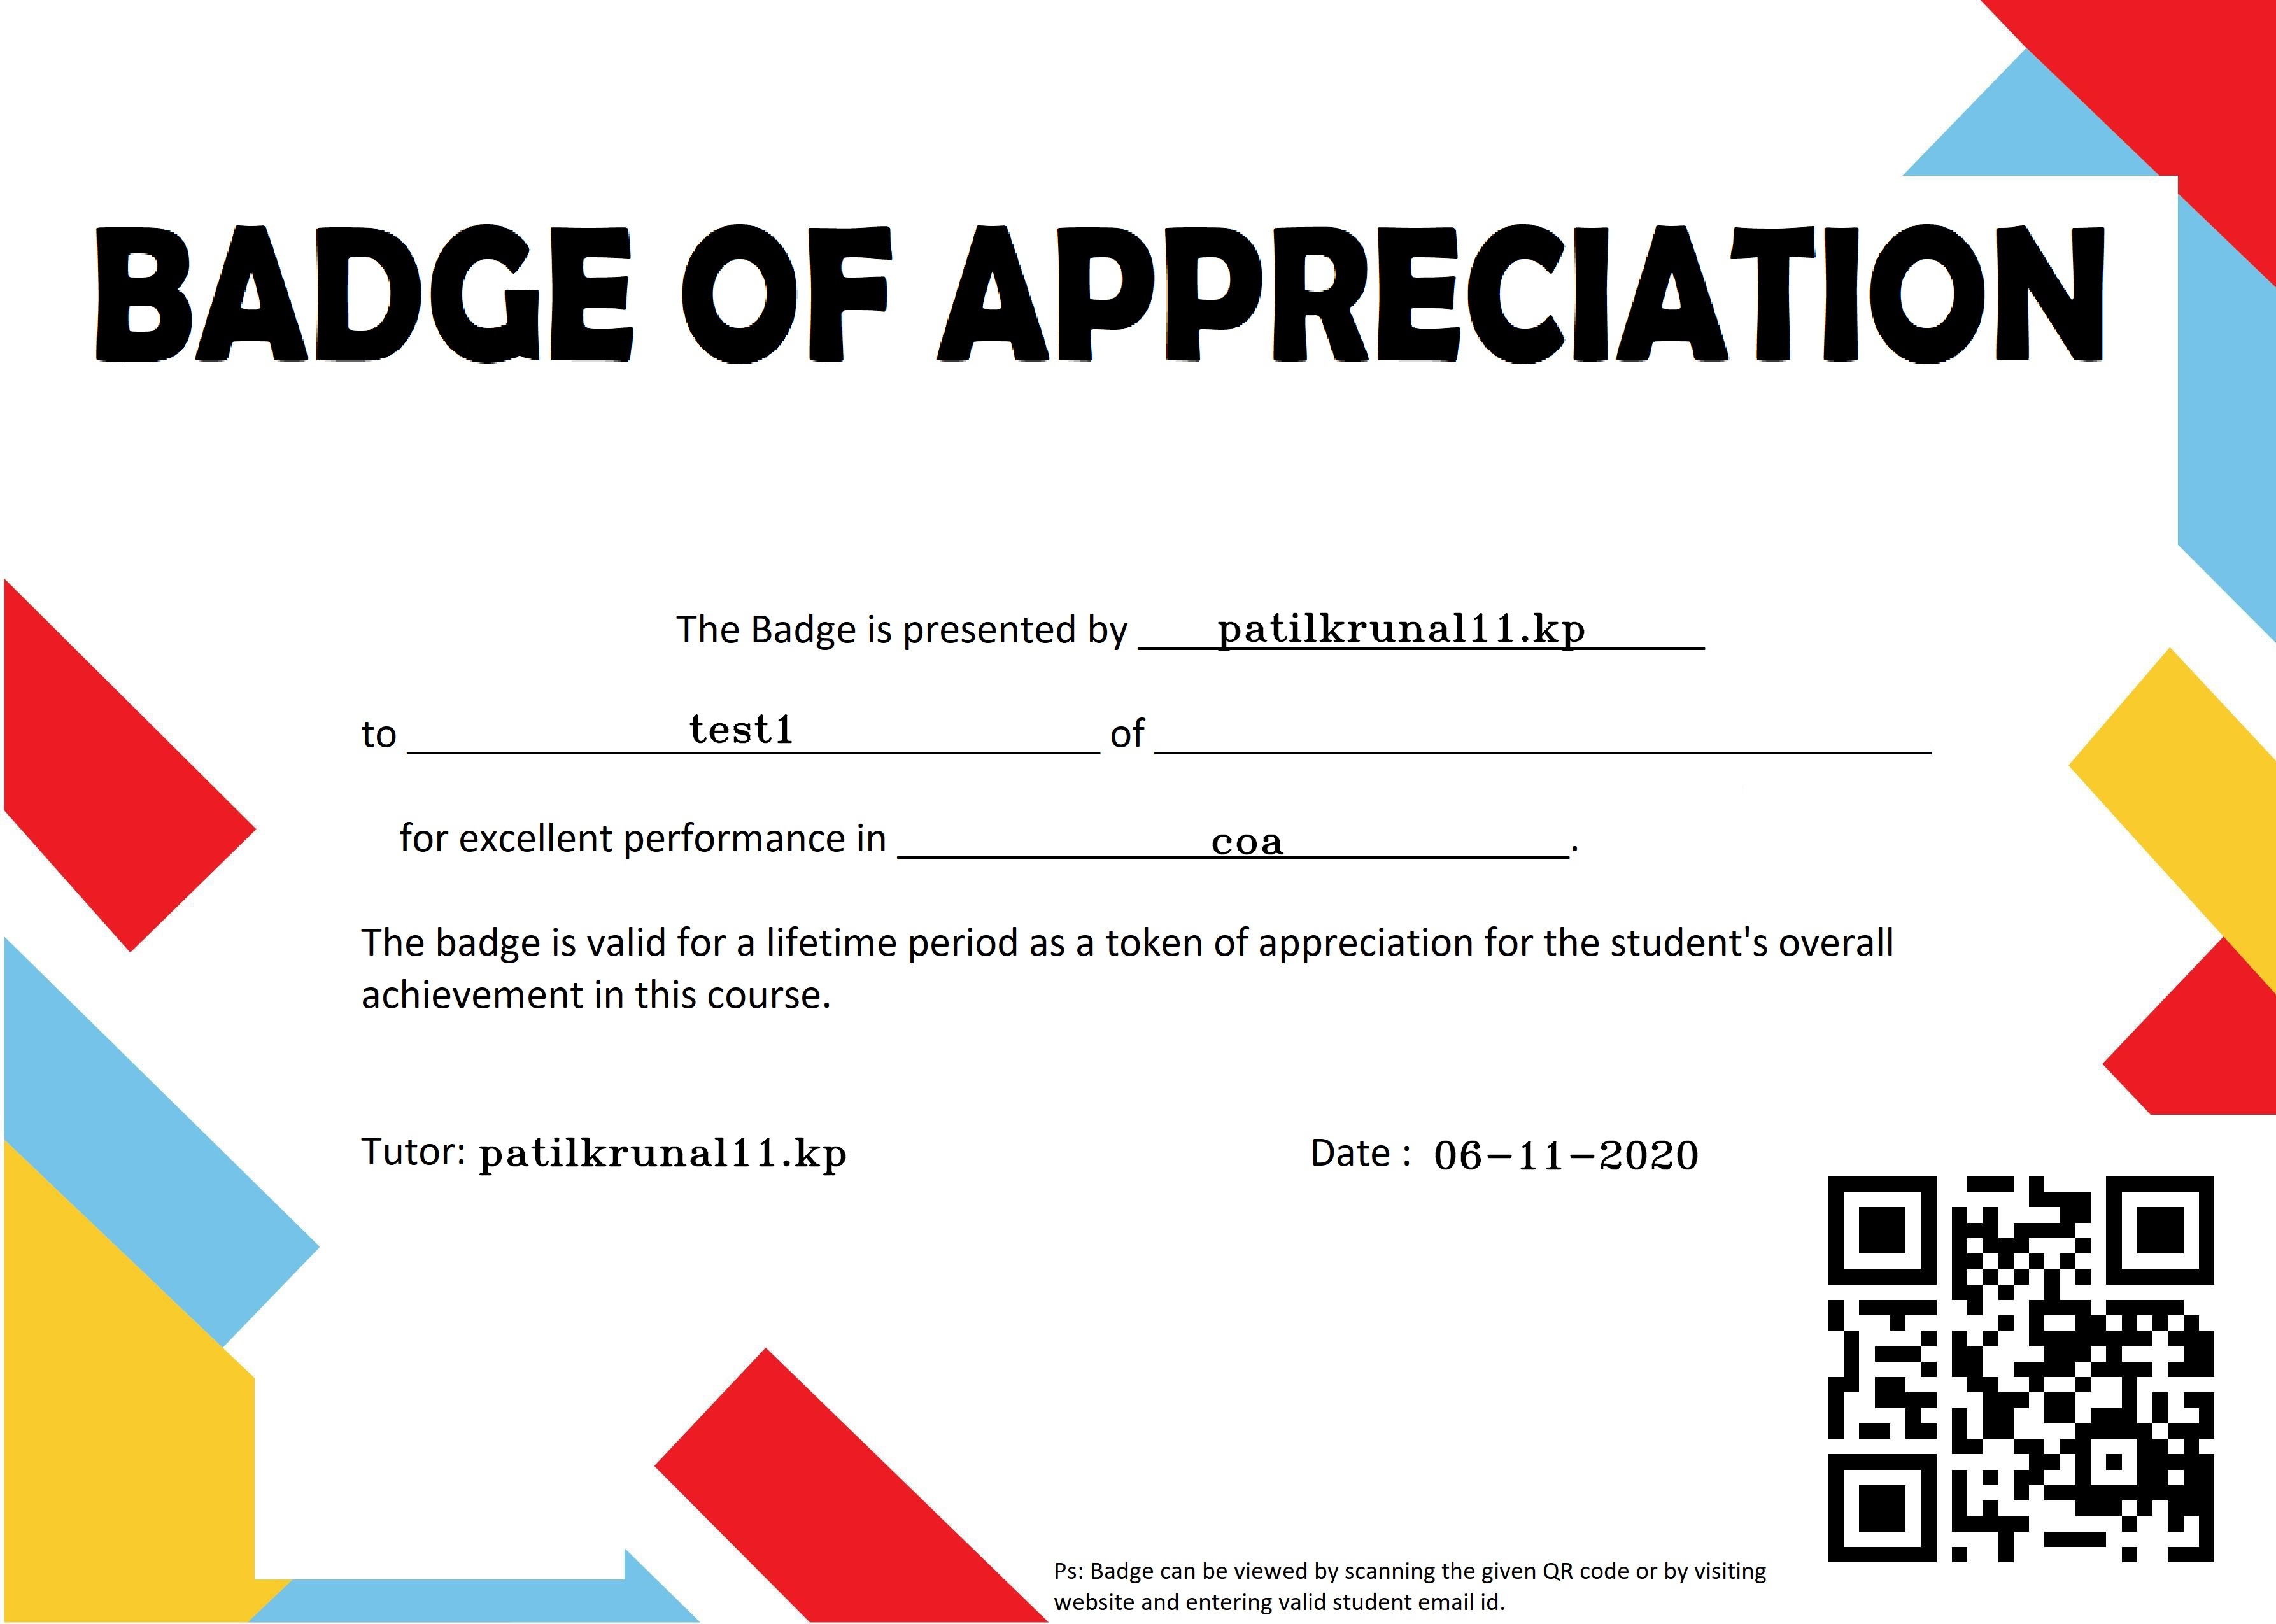 BADGE OF APPRECIATION
The Badge is presented by patilkrunal11.kp
to test1 of
for excellent performance in coa.
The badge is valid for a lifetime period as a token of appreciation for the student's overall
achievement in this course.
Tutor: patilkrunal11.kp Date : 06-11-2020
Ps: Badge can be viewed by scanning the given QR code or by visiting
website and entering valid student email id.